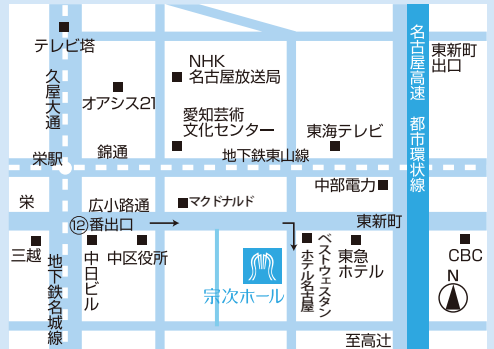 テレビ塔
久屋大通
オアシス21
NHK
名古屋放送局
愛知芸術
文化センター
名古屋高速 都市環状線
東新町
出口
東海テレビ
栄駅
錦通
地下鉄東山線
中部電力
栄
広小路通
マクドナルド
⑫番出口
東新町
三越
地下鉄名城線
中日ビル
中区役所
宗次ホール
ベストウェスタン
ホテル名古屋
東急
ホテル
CBC
N
至高辻